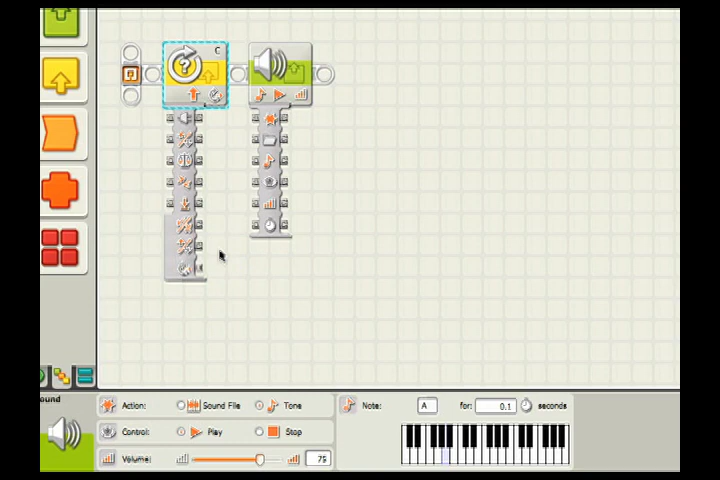 C
ound
Action: Sound File Tone
Control: Play Stop
Volume: 75
Note: A for: 0.1 seconds